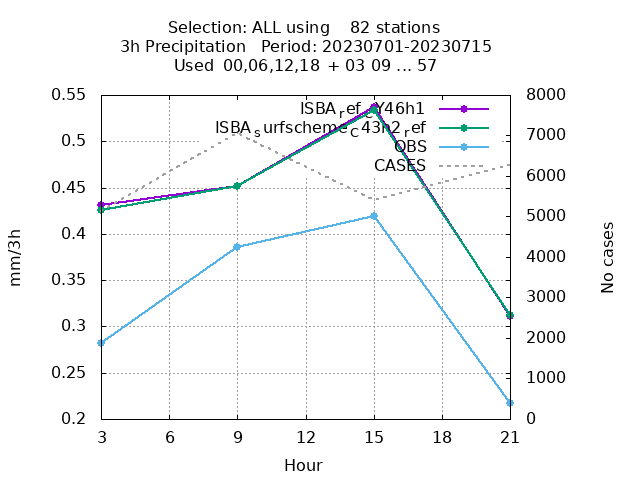 Selection: ALL using    82 stations
3h Precipitation   Period: 20230701-20230715
Used 00,06,12,18 + 03 09 ... 57
0.55
0.5
0.45
0.4
0.35
0.3
0.25
0.2
8000
7000
6000
5000
4000
3000
2000
1000
0
ISBA_ref_CY46h1
ISBA_surfscheme_c43h2_ref
OBS
CASES
mm/3h
No cases
3 6 9 12 15 18 21
Hour